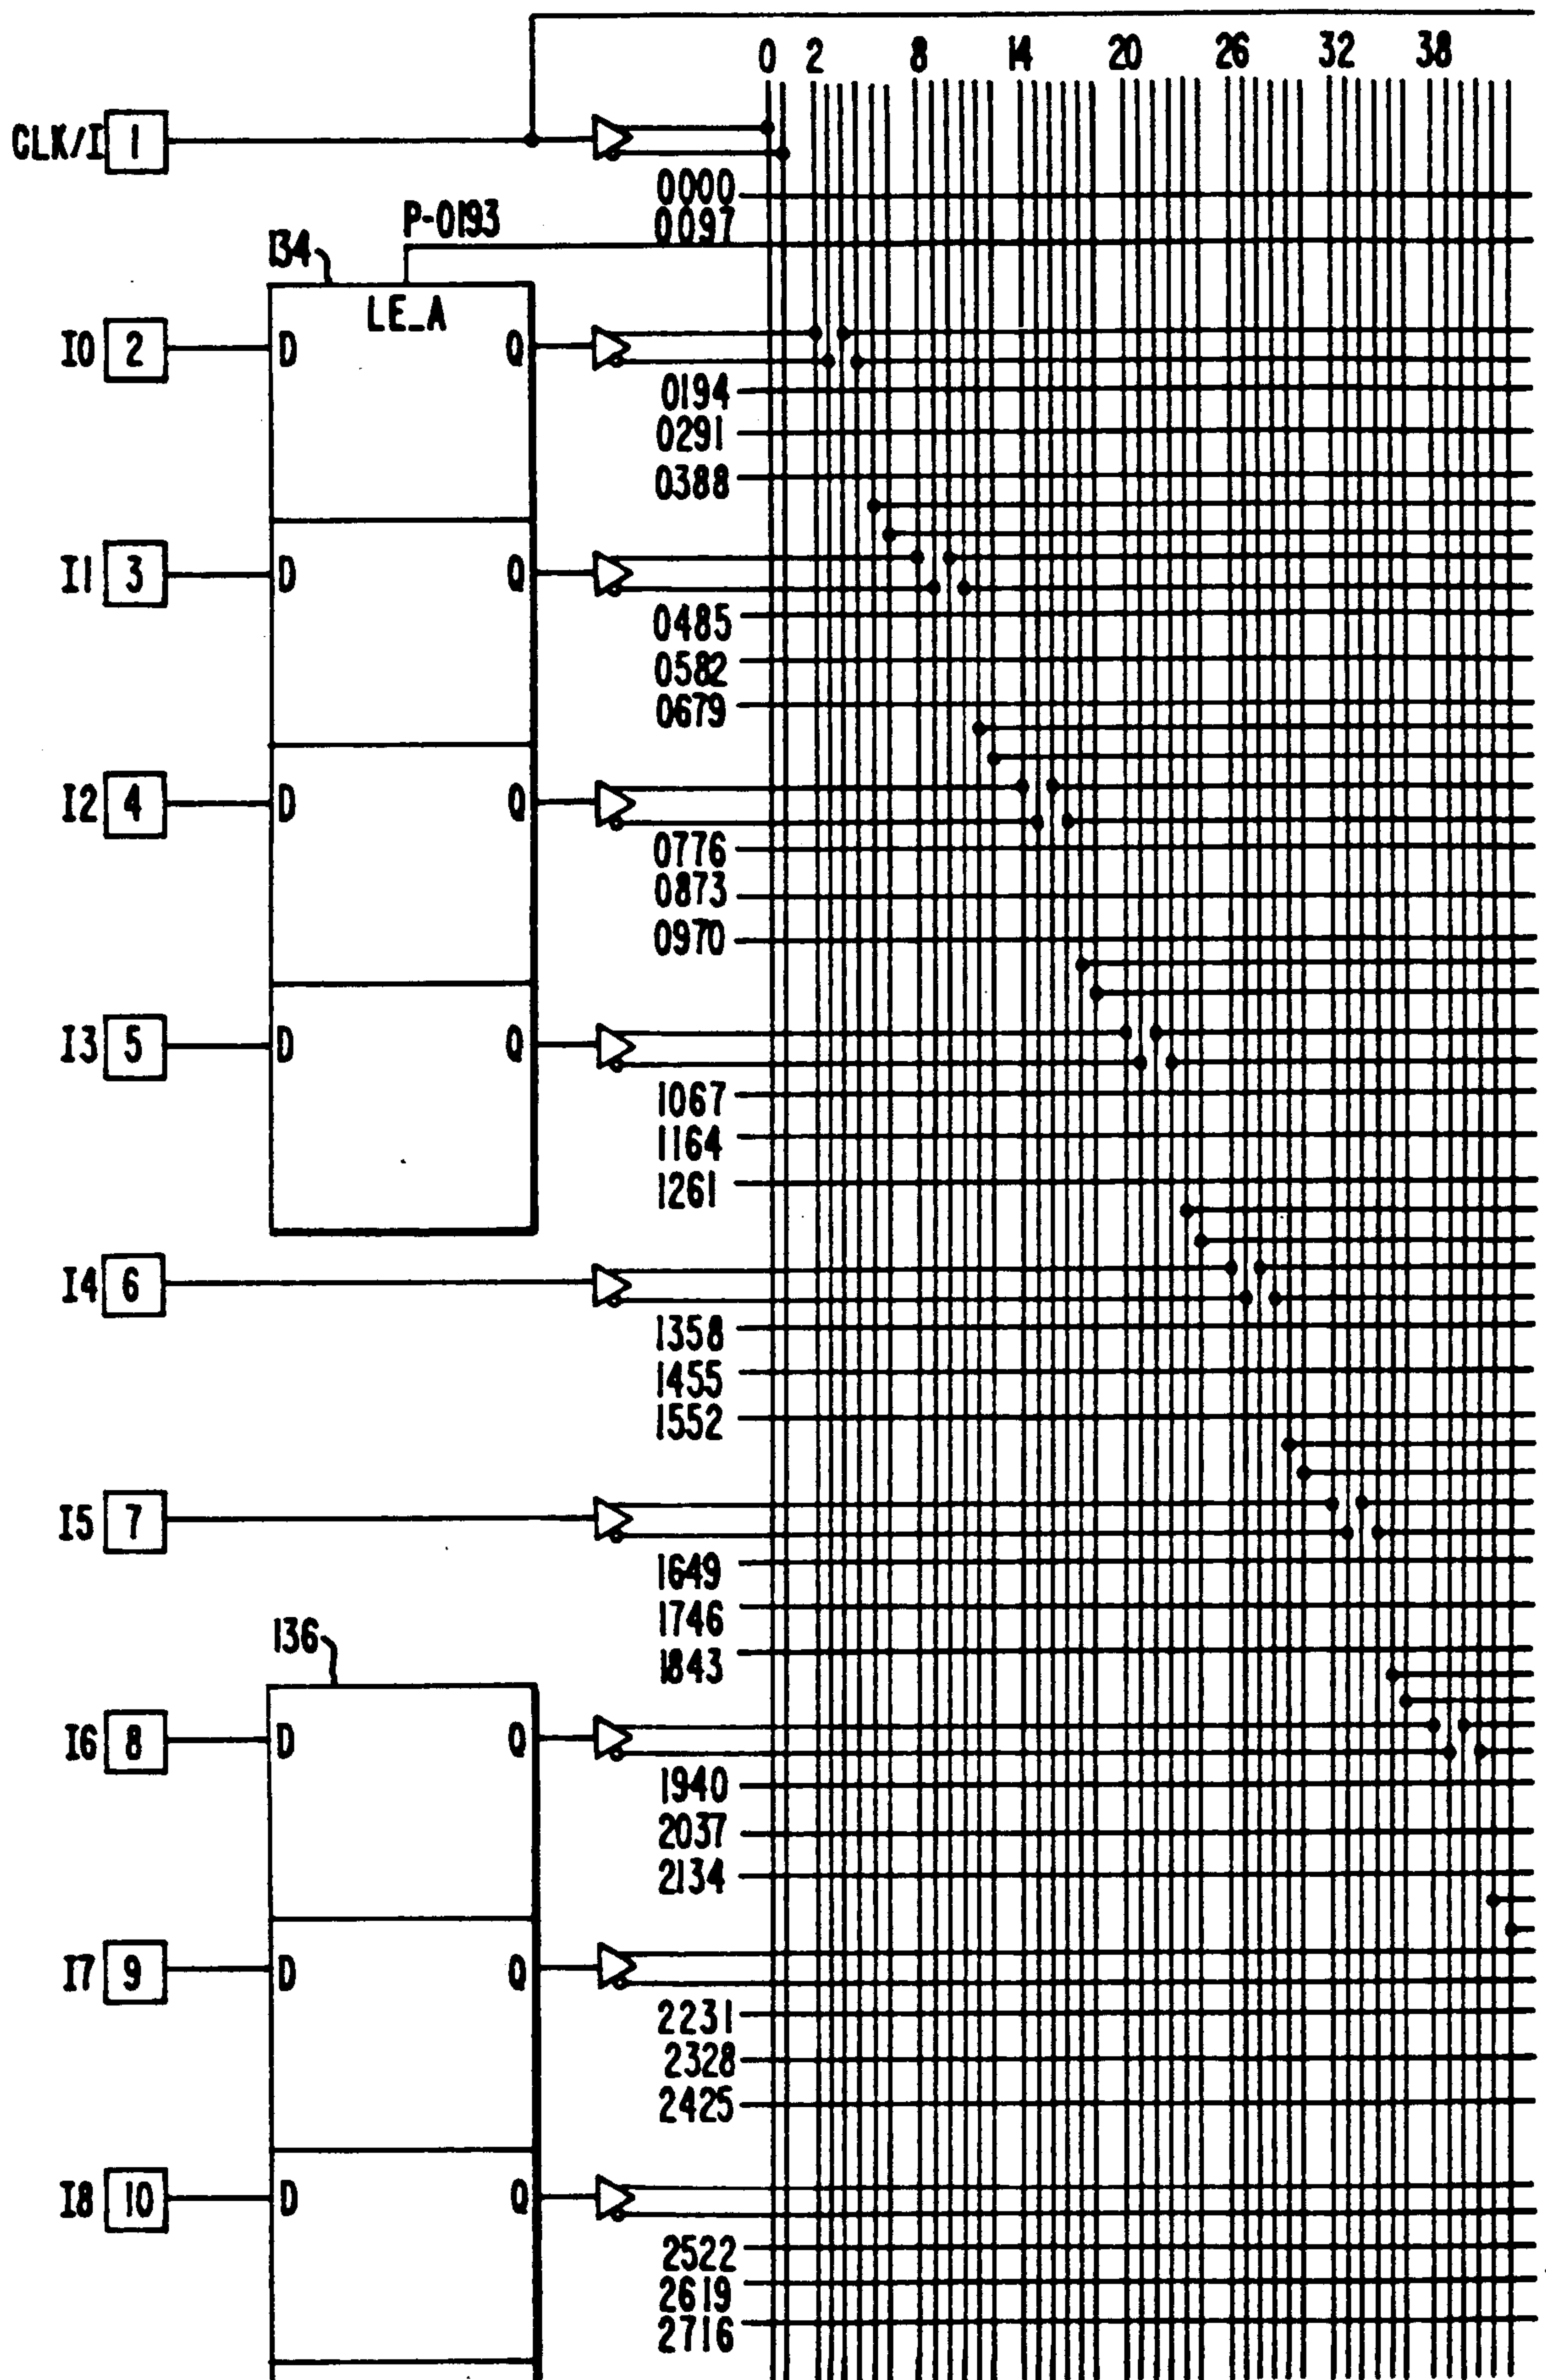 0 2 8 14 20 26 32 38
CLK/I 1
0000
0097
P-0193
134
LE_A
I0 2 D Q
0194
0291
0388
I1 3 D Q
0485
0582
0679
I2 4 D Q
0776
0873
0970
I3 5 D Q
1067
1164
1261
I4 6
1358
1455
1552
I5 7
1649
1746
1843
136
I6 8 D Q
1940
2037
2134
I7 9 D Q
2231
2328
2425
I8 10 D Q
2522
2619
2716